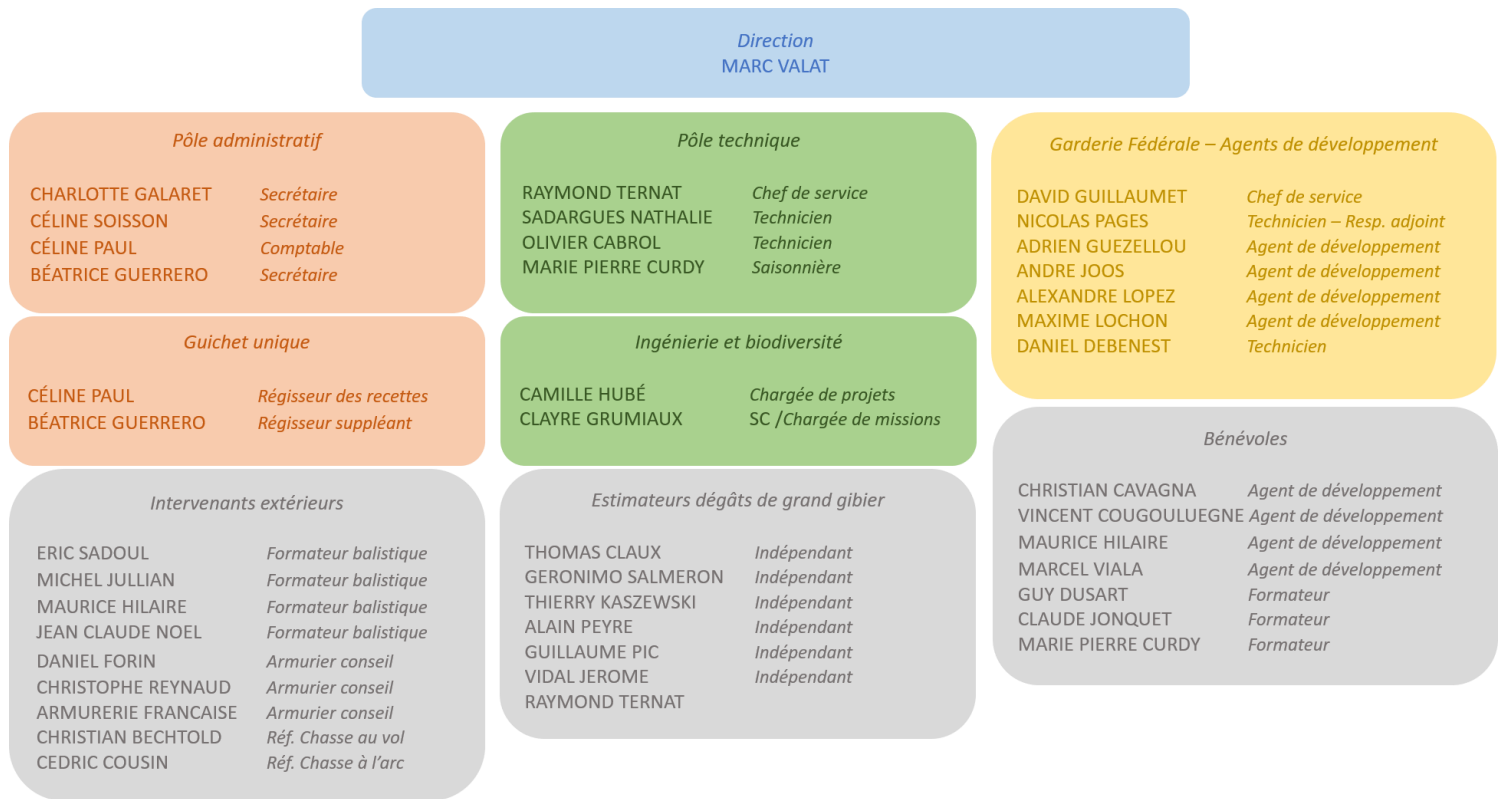 Direction
MARC VALAT
Pôle administratif
CHARLOTTE GALARET Secrétaire
CÉLINE SOISSON Secrétaire
CÉLINE PAUL Comptable
BÉATRICE GUERRERO Secrétaire
Guichet unique
CÉLINE PAUL Régisseur des recettes
BÉATRICE GUERRERO Régisseur suppléant
Intervenants extérieurs
ERIC SADOUL Formateur balistique
MICHEL JULLIAN Formateur balistique
MAURICE HILAIRE Formateur balistique
JEAN CLAUDE NOEL Formateur balistique
DANIEL FORIN Armurier conseil
CHRISTOPHE REYNAUD Armurier conseil
ARMURERIE FRANCAISE Armurier conseil
CHRISTIAN BECHTOLD Réf. Chasse au vol
CEDRIC COUSIN Réf. Chasse à l’arc
Pôle technique
RAYMOND TERNAT Chef de service
SADARGUES NATHALIE Technicien
OLIVIER CABROL Technicien
MARIE PIERRE CURDY Saisonnière
Ingénierie et biodiversité
CAMILLE HUBÉ Chargée de projets
CLAYRE GRUMIAUX SC /Chargée de missions
Estimateurs dégâts de grand gibier
THOMAS CLAUX Indépendant
GERONIMO SALMERON Indépendant
THIERRY KASZEWSKI Indépendant
ALAIN PEYRE Indépendant
GUILLAUME PIC Indépendant
VIDAL JEROME Indépendant
RAYMOND TERNAT
Garderie Fédérale – Agents de développement
DAVID GUILLAUMET Chef de service
NICOLAS PAGES Technicien – Resp. adjoint
ADRIEN GUEZELLOU Agent de développement
ANDRE JOOS Agent de développement
ALEXANDRE LOPEZ Agent de développement
MAXIME LOCHON Agent de développement
DANIEL DEBENEST Technicien
Bénévoles
CHRISTIAN CAVAGNA Agent de développement
VINCENT COUGOULUEGNE Agent de développement
MAURICE HILAIRE Agent de développement
MARCEL VIALA Agent de développement
GUY DUSART Formateur
CLAUDE JONQUET Formateur
MARIE PIERRE CURDY Formateur